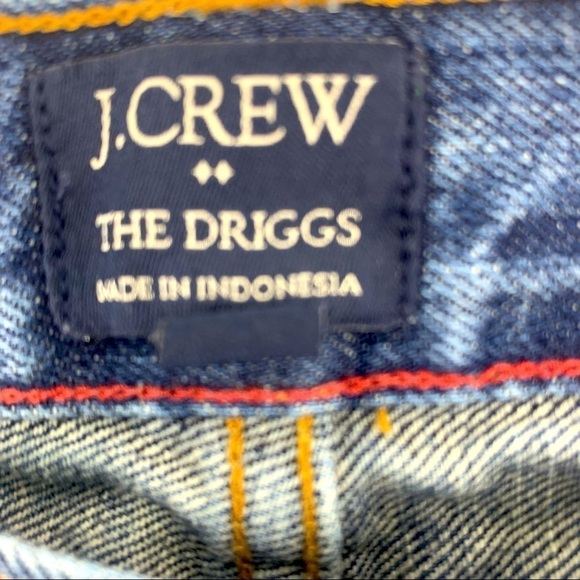 J.CREW
THE DRIGGS
MADE IN INDONESIA